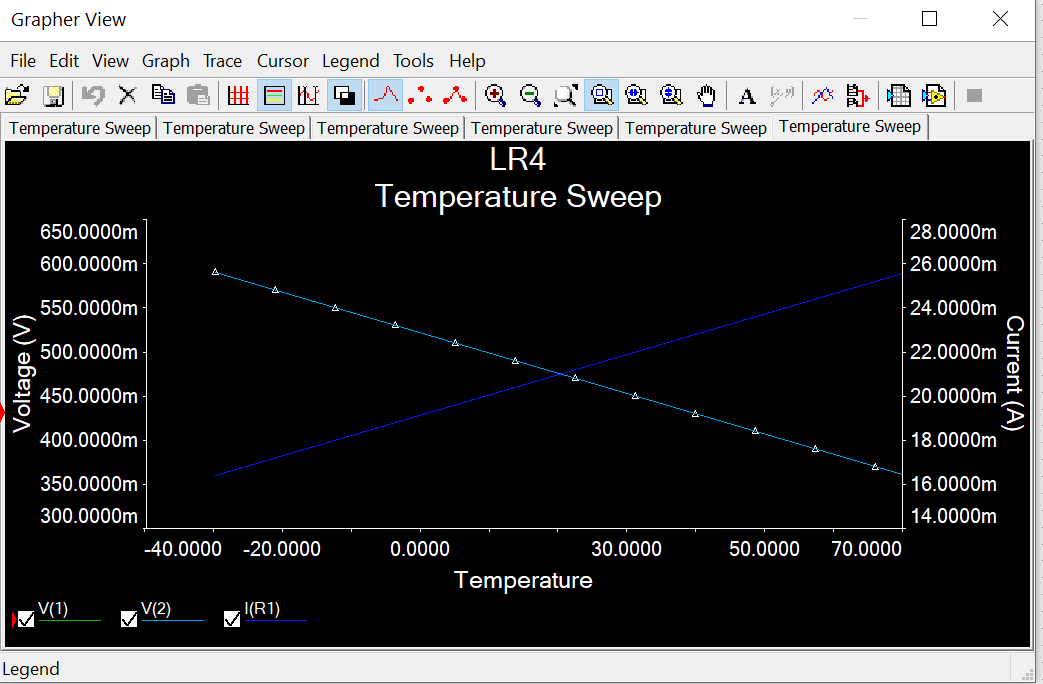 Grapher View
File Edit View Graph Trace Cursor Legend Tools Help
A
Temperature Sweep Temperature Sweep Temperature Sweep Temperature Sweep Temperature Sweep Temperature Sweep
LR4
Temperature Sweep
Voltage (V)
650.0000m
600.0000m
550.0000m
500.0000m
450.0000m
400.0000m
350.0000m
300.0000m
28.0000m
26.0000m
24.0000m
22.0000m
20.0000m
18.0000m
16.0000m
14.0000m
Current (A)
-40.0000 -20.0000 0.0000 30.0000 50.0000 70.0000
Temperature
V(1) V(2) I(R1)
Legend